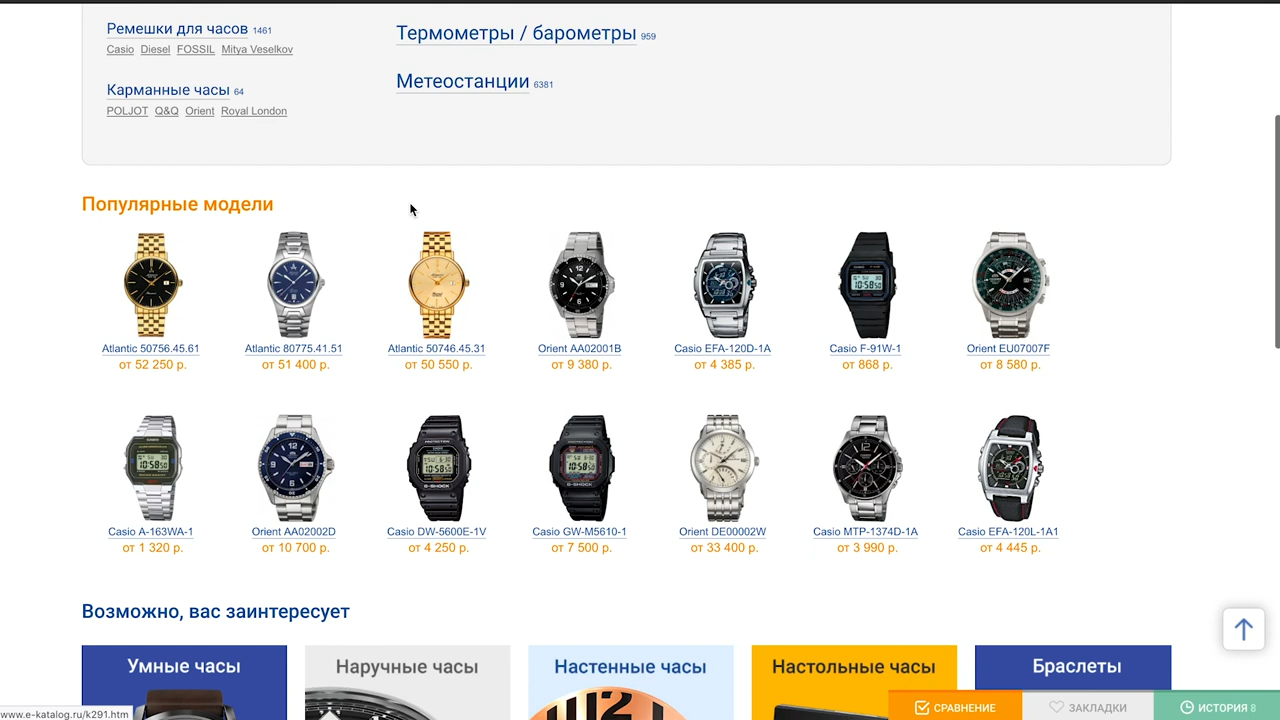 Ремешки для часов 1461
Casio Diesel FOSSIL Mitya Veselkov
Карманные часы 64
POLJOT Q&Q Orient Royal London
Термометры / барометры 959
Метеостанции 6381
Популярные модели
Atlantic 50756.45.61
от 52 250 р.
Atlantic 80775.41.51
от 51 400 р.
Atlantic 50746.45.31
от 50 550 р.
Orient AA02001B
от 9 380 р.
Casio EFA-120D-1A
от 4 385 р.
Casio F-91W-1
от 868 р.
Orient EU07007F
от 8 580 р.
Casio A-163WA-1
от 1 320 р.
Orient AA02002D
от 10 700 р.
Casio DW-5600E-1V
от 4 250 р.
Casio GW-M5610-1
от 7 500 р.
Orient DE00002W
от 33 400 р.
Casio MTP-1374D-1A
от 3 990 р.
Casio EFA-120L-1A1
от 4 445 р.
Возможно, вас заинтересует
Умные часы
Наручные часы
Настенные часы
Настольные часы
Браслеты
www.e-katalog.ru/k291.htm
СРАВНЕНИЕ
ЗАКЛАДКИ
ИСТОРИЯ 8